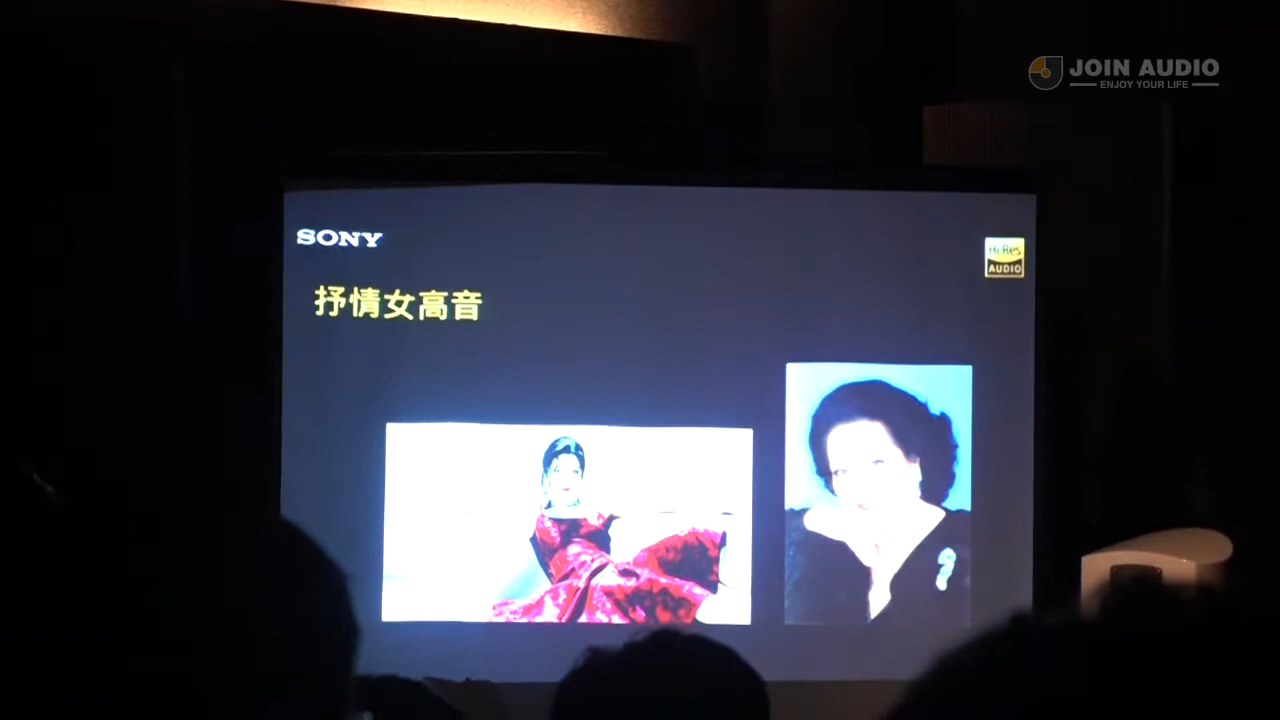 JOIN AUDIO
ENJOY YOUR LIFE
SONY
Hi-Res
AUDIO
抒情女高音